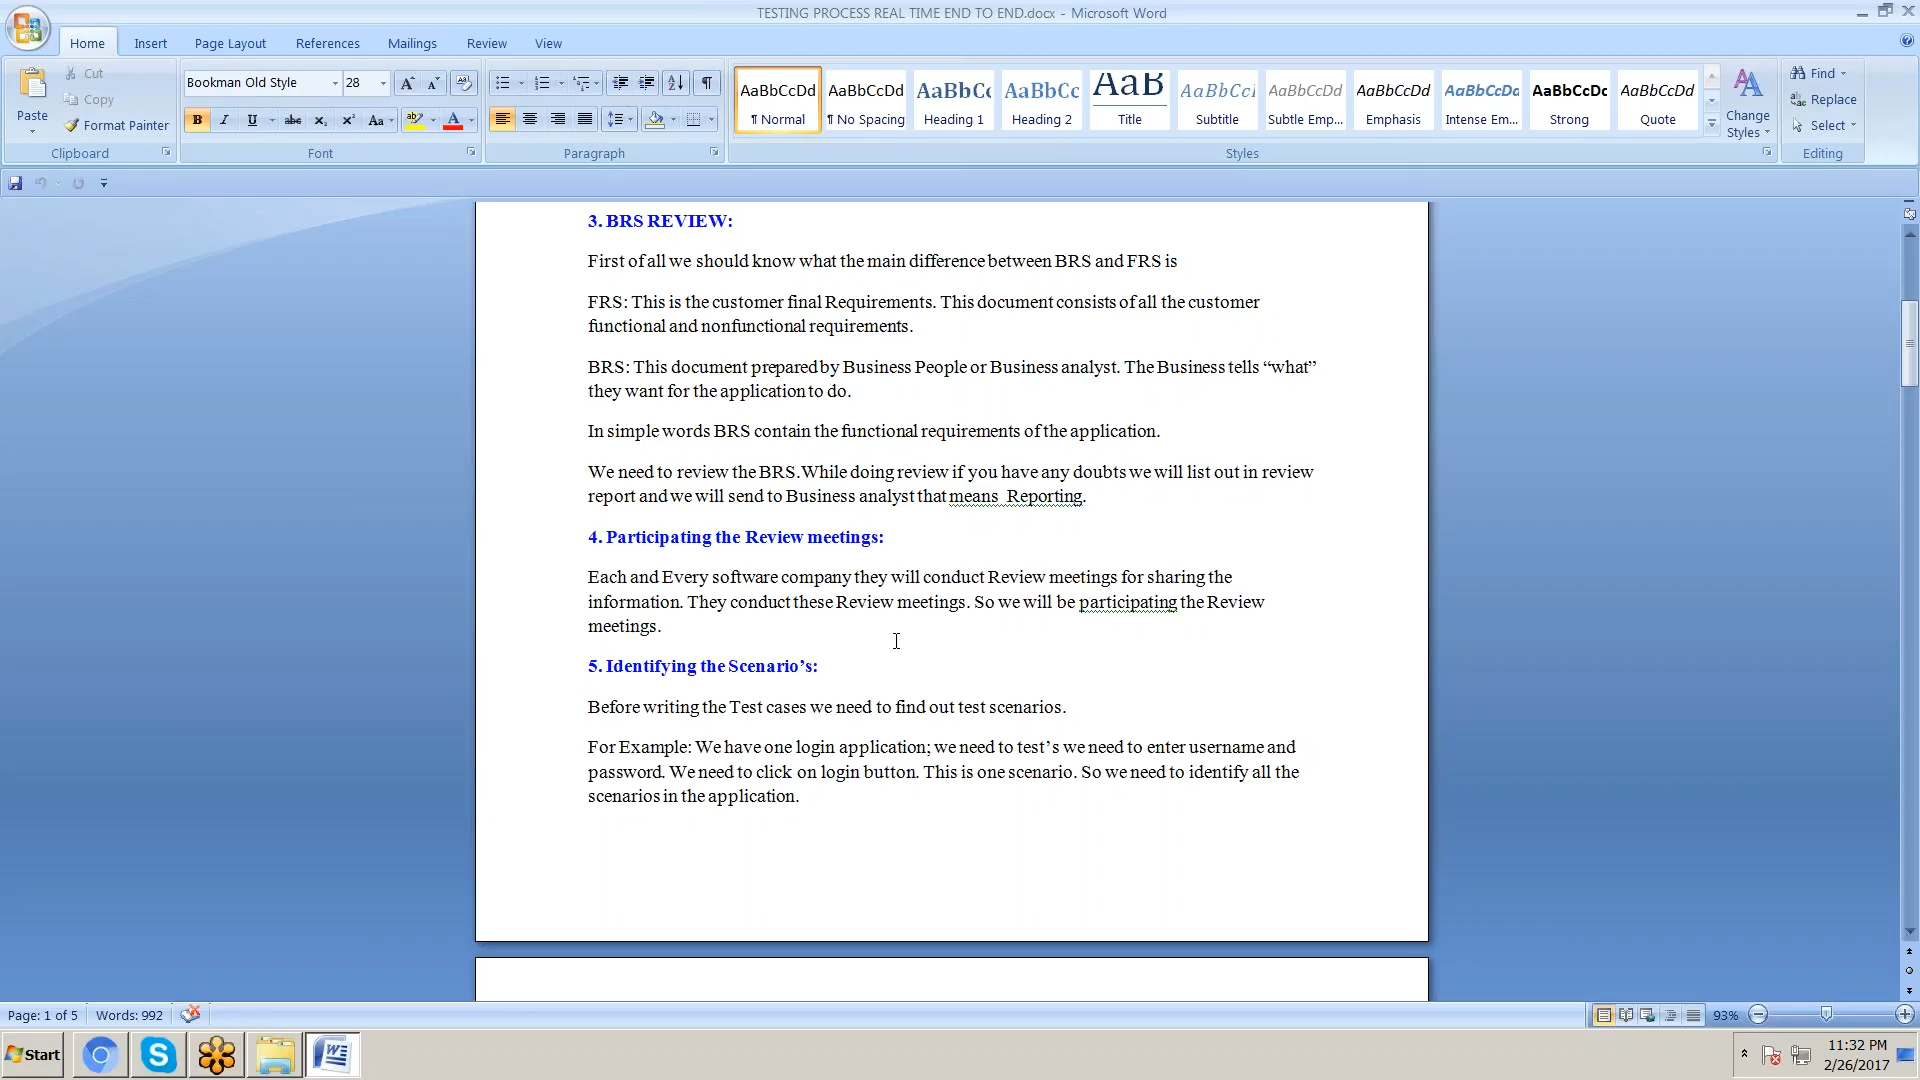 TESTING PROCESS REAL TIME END TO END.docx - Microsoft Word
Home Insert Page Layout References Mailings Review View
Cut
Copy
Format Painter
Paste
Clipboard
Bookman Old Style 28
Font
Paragraph
AaBbCcDd AaBbCcDd AaBbCc AaBbCc AaB AaBbCcl AaBbCcDd AaBbCcDd AaBbCcDd AaBbCcDc AaBbCcDd
¶ Normal ¶ No Spacing Heading 1 Heading 2 Title Subtitle Subtle Emp... Emphasis Intense Em... Strong Quote
Change
Styles
Styles
Find
Replace
Select
Editing
3. BRS REVIEW:
First of all we should know what the main difference between BRS and FRS is
FRS: This is the customer final Requirements. This document consists of all the customer
functional and nonfunctional requirements.
BRS: This document prepared by Business People or Business analyst. The Business tells “what”
they want for the application to do.
In simple words BRS contain the functional requirements of the application.
We need to review the BRS.While doing review if you have any doubts we will list out in review
report and we will send to Business analyst that means Reporting.
4. Participating the Review meetings:
Each and Every software company they will conduct Review meetings for sharing the
information. They conduct these Review meetings. So we will be participating the Review
meetings.
5. Identifying the Scenario’s:
Before writing the Test cases we need to find out test scenarios.
For Example: We have one login application; we need to test’s we need to enter username and
password. We need to click on login button. This is one scenario. So we need to identify all the
scenarios in the application.
Page: 1 of 5 Words: 992 93%
Start
11:32 PM
2/26/2017